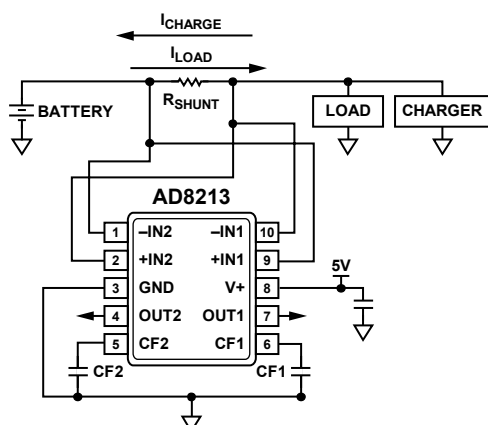 ICHARGE
ILOAD
RSHUNT
BATTERY
LOAD
CHARGER
AD8213
1 –IN2 –IN1 10
2 +IN2 +IN1 9
3 GND V+ 8
4 OUT2 OUT1 7
5 CF2 CF1 6
5V
CF2
CF1